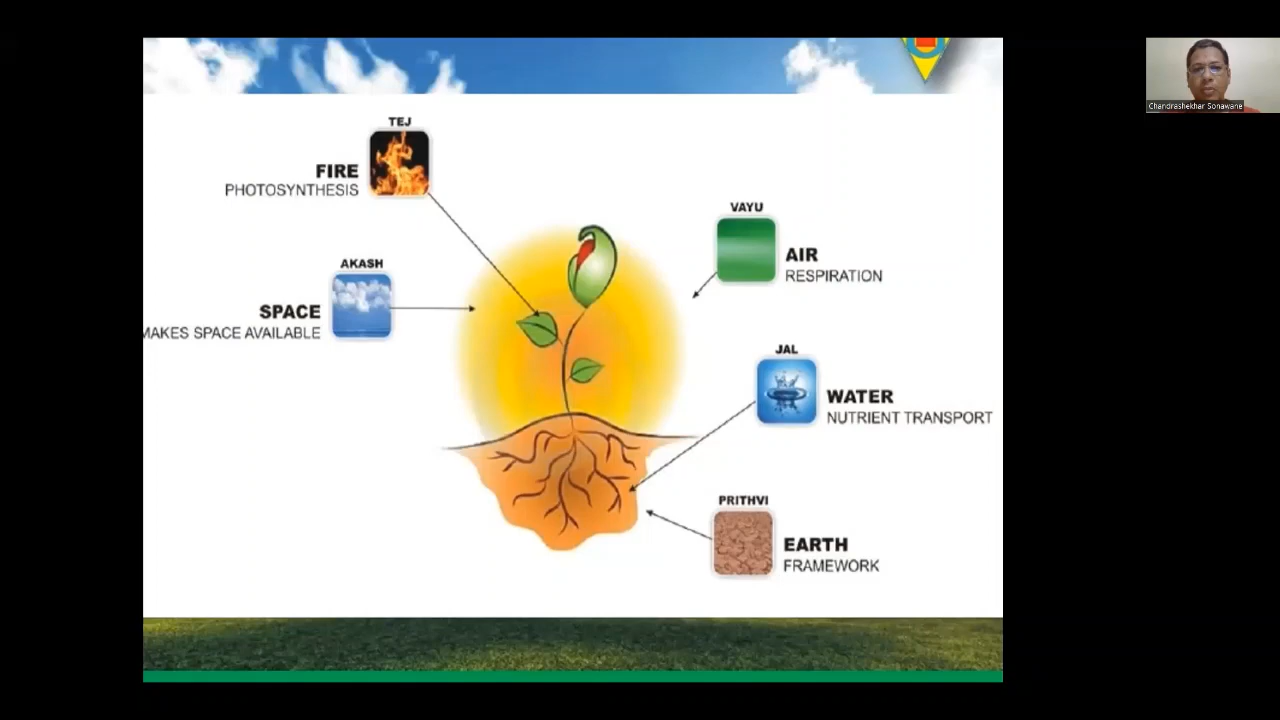 Chandrashekhar Sonawane
TEJ
FIRE
PHOTOSYNTHESIS
AKASH
SPACE
MAKES SPACE AVAILABLE
VAYU
AIR
RESPIRATION
JAL
WATER
NUTRIENT TRANSPORT
PRITHVI
EARTH
FRAMEWORK